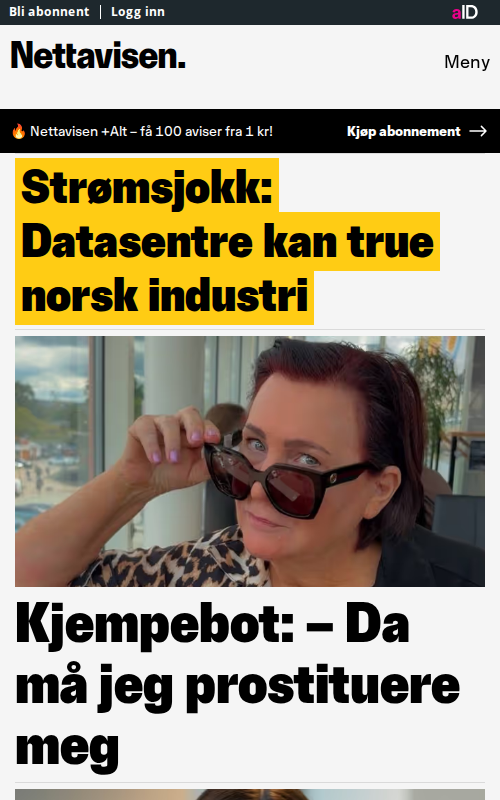 Bli abonnent | Logg inn
aID
Nettavisen.
Meny
🔥 Nettavisen +Alt – få 100 aviser fra 1 kr!
Kjøp abonnement →
Strømsjokk:
Datasentre kan true
norsk industri
Kjempebot: – Da
må jeg prostituere
meg